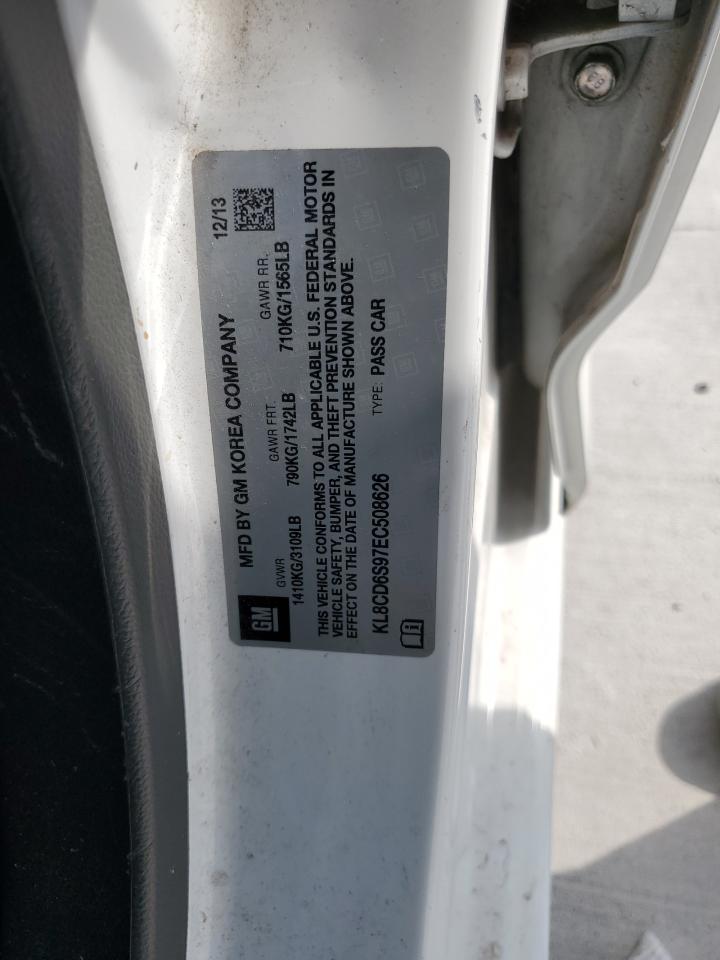 MFD BY GM KOREA COMPANY 12/13
GM
GVWR GAWR FRT. GAWR RR.
1410KG/3109LB 790KG/1742LB 710KG/1565LB
THIS VEHICLE CONFORMS TO ALL APPLICABLE U.S. FEDERAL MOTOR
VEHICLE SAFETY, BUMPER, AND THEFT PREVENTION STANDARDS IN
EFFECT ON THE DATE OF MANUFACTURE SHOWN ABOVE.
KL8CD6S97EC508626 TYPE: PASS CAR